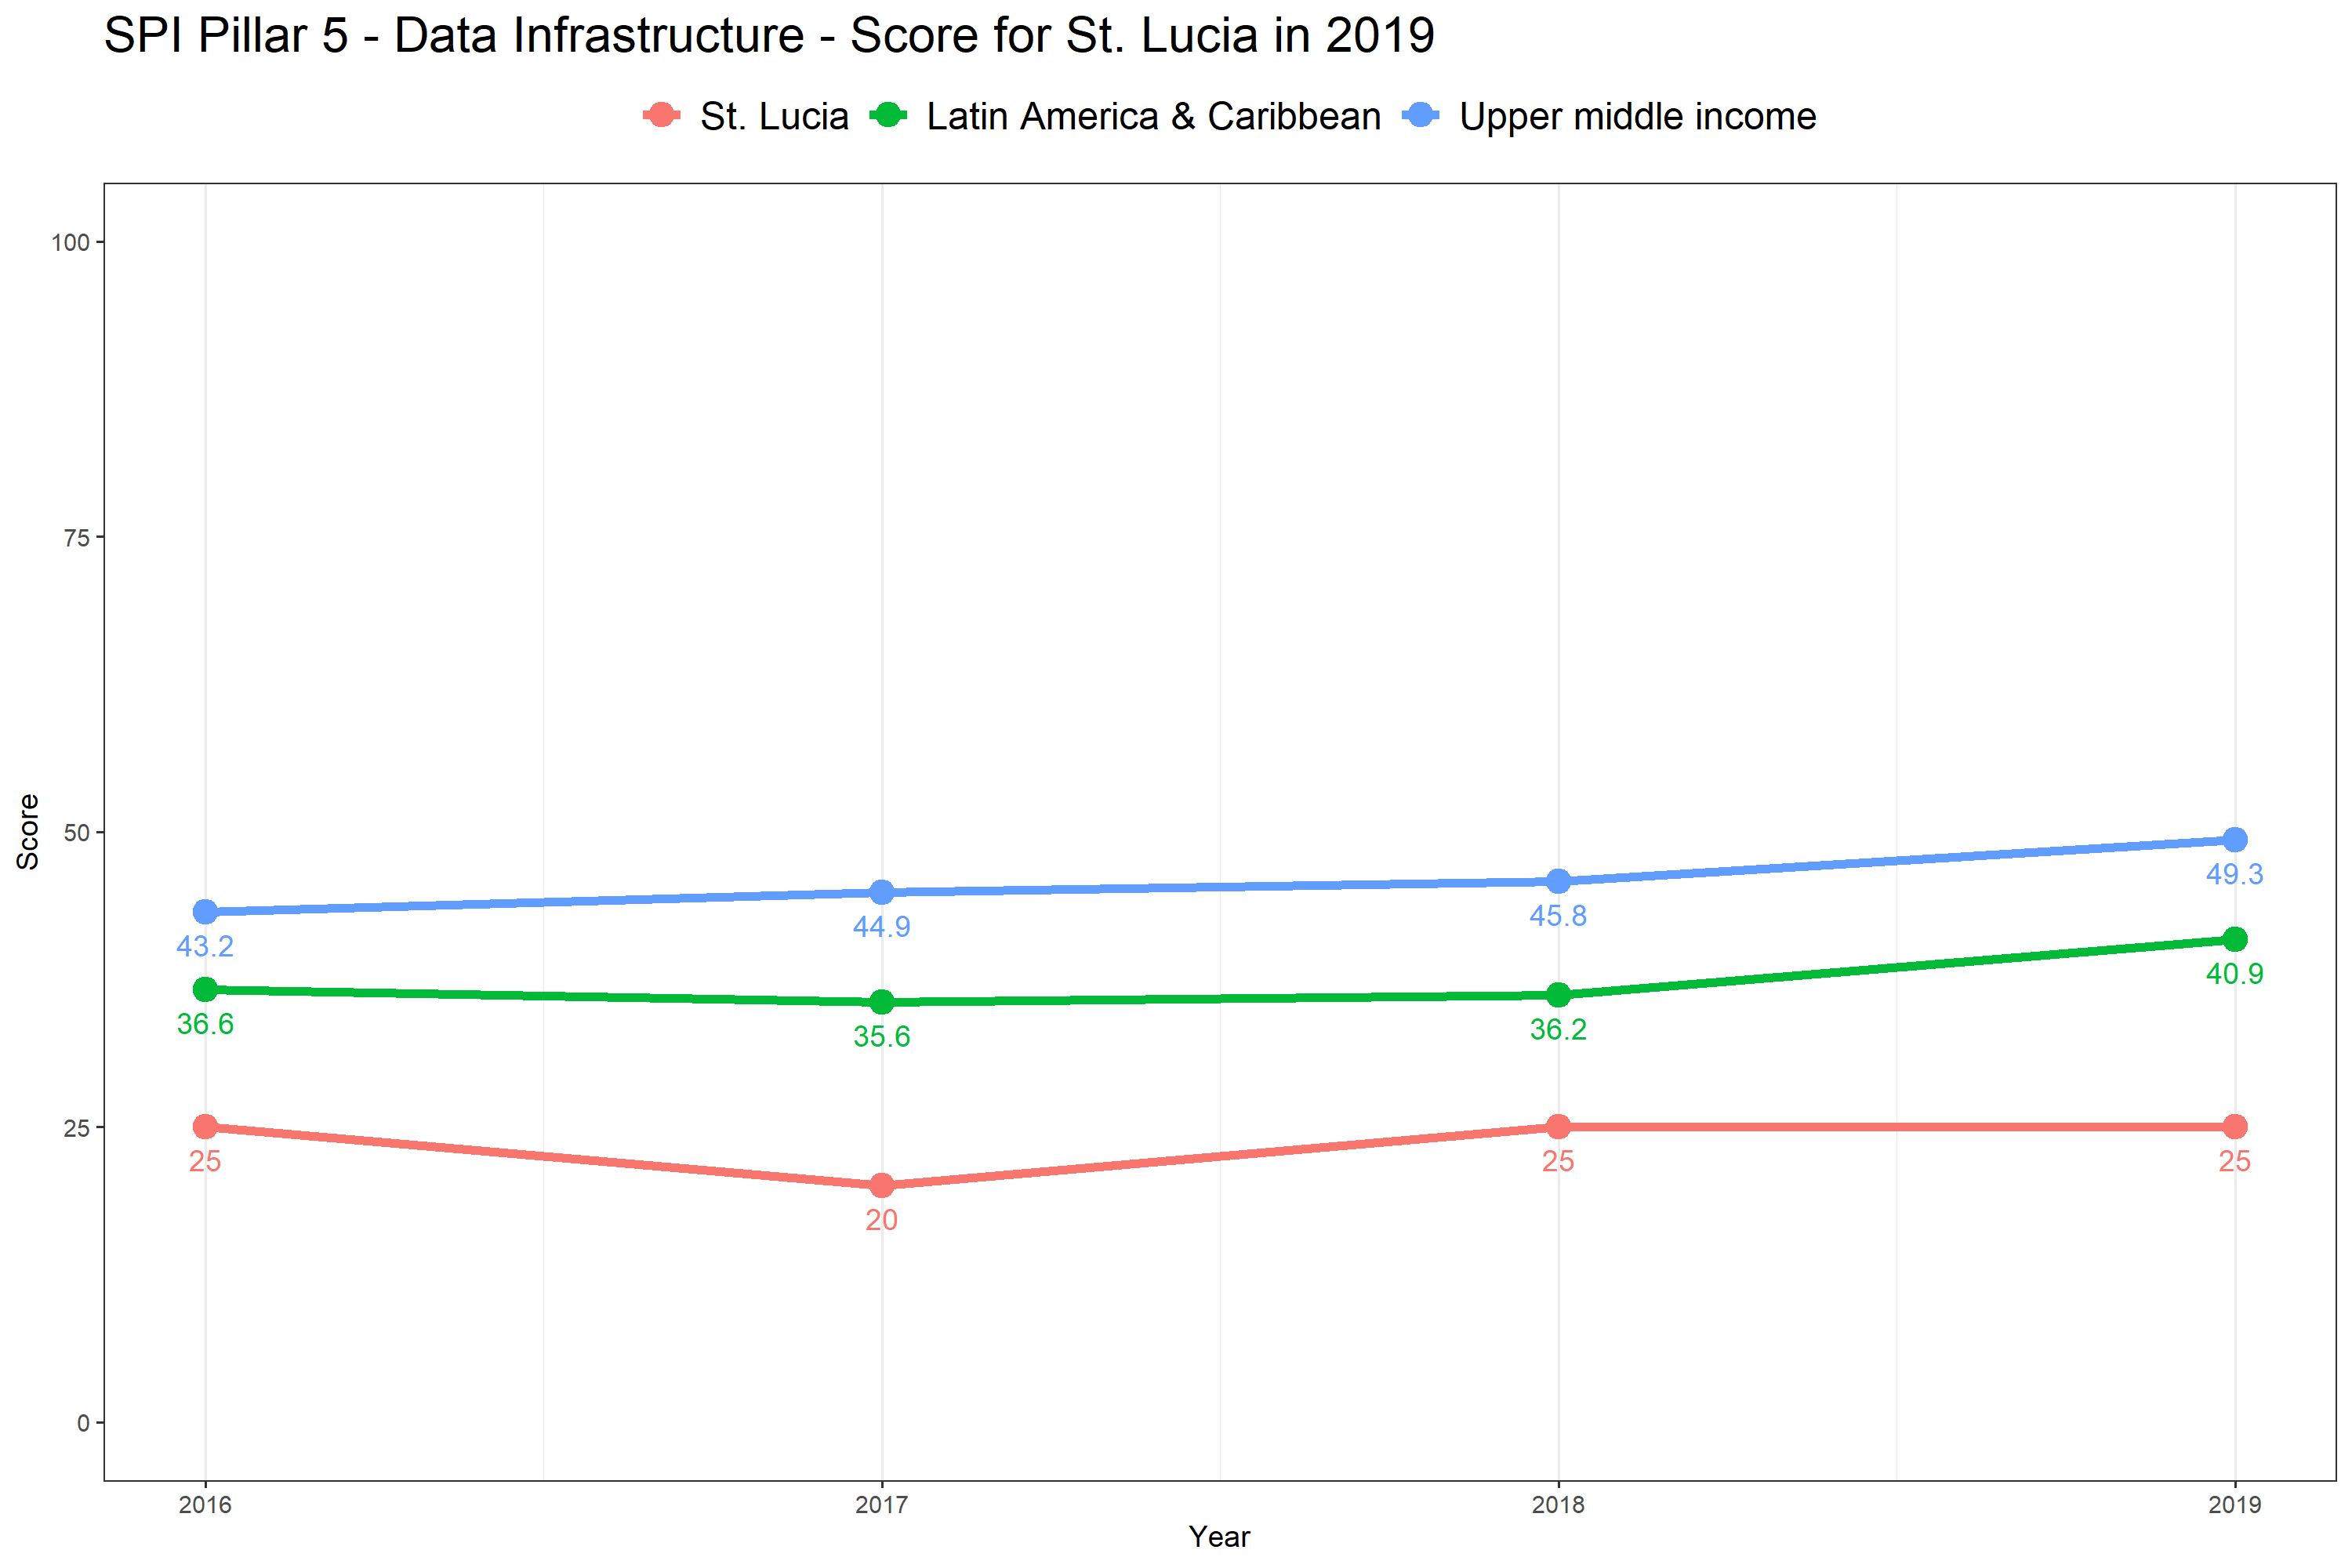 SPI Pillar 5 - Data Infrastructure - Score for St. Lucia in 2019
St. Lucia Latin America & Caribbean Upper middle income
100
75
50
25
0
Score
43.2 44.9 45.8 49.3
36.6 35.6 36.2 40.9
25 20 25 25
2016 2017 2018 2019
Year